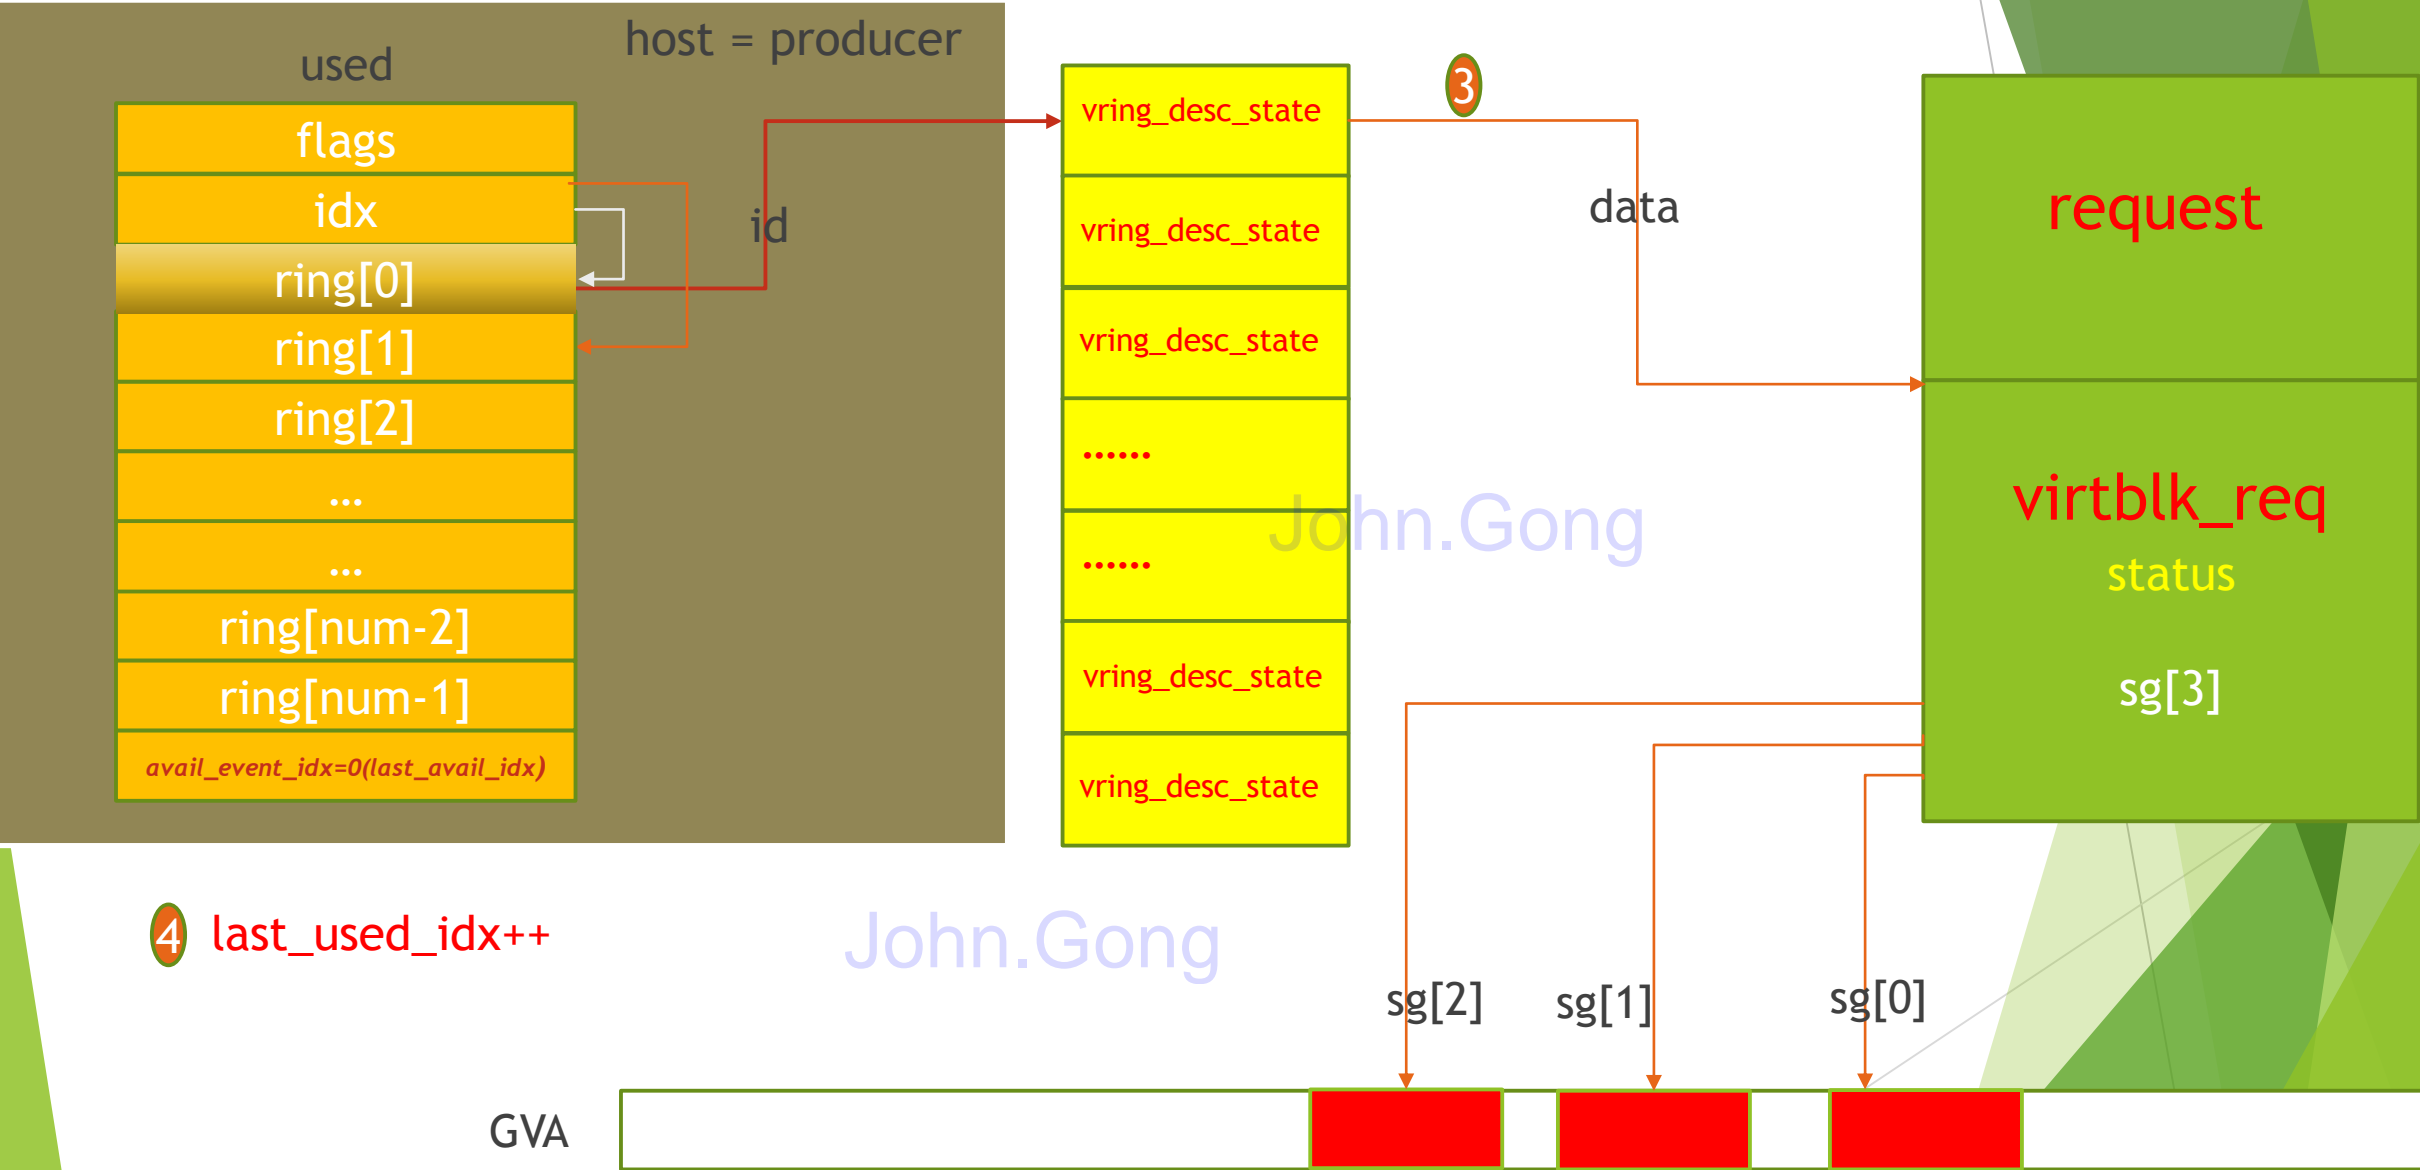 host = producer
used
flags
idx
ring[0]
ring[1]
ring[2]
...
...
ring[num-2]
ring[num-1]
avail_event_idx=0(last_avail_idx)
id
vring_desc_state
vring_desc_state
vring_desc_state
......
......
vring_desc_state
vring_desc_state
3
data
request
virtblk_req
status
sg[3]
John.Gong
4 last_used_idx++
John.Gong
sg[2]
sg[1]
sg[0]
GVA